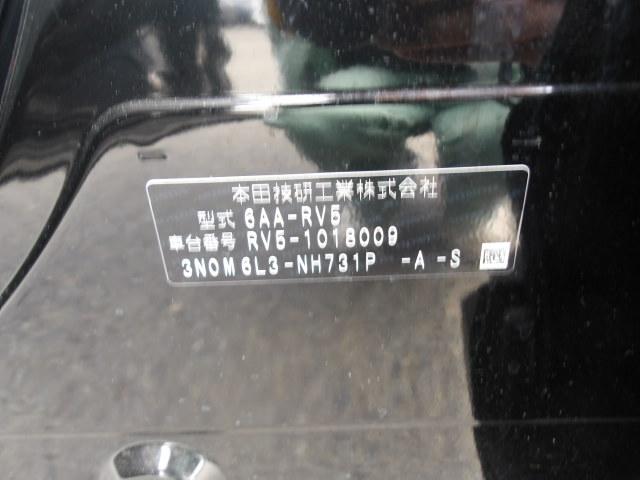 本田技研工業株式会社
型式 6AA-RV5
車台番号 RV5-1018009
3N0M6L3-NH731P -A -S